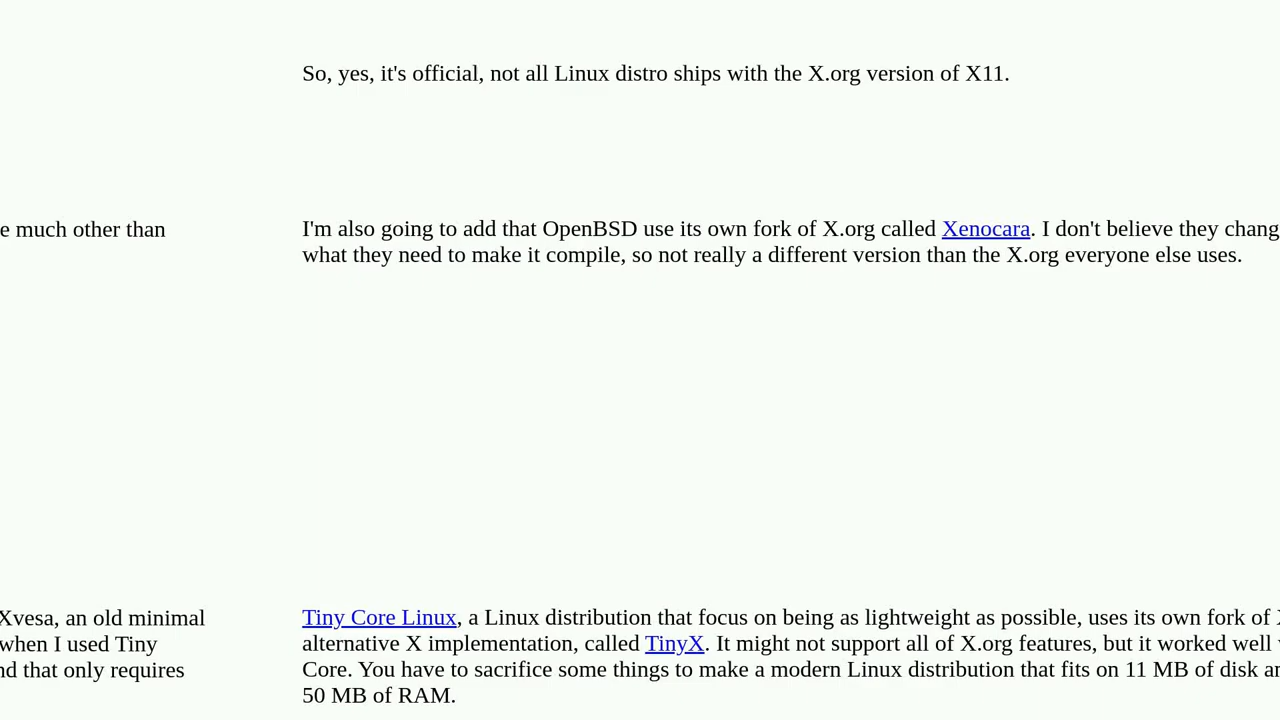 So, yes, it's official, not all Linux distro ships with the X.org version of X11.
e much other than
I'm also going to add that OpenBSD use its own fork of X.org called Xenocara. I don't believe they chang
what they need to make it compile, so not really a different version than the X.org everyone else uses.
Xvesa, an old minimal
when I used Tiny
nd that only requires
Tiny Core Linux, a Linux distribution that focus on being as lightweight as possible, uses its own fork of X
alternative X implementation, called TinyX. It might not support all of X.org features, but it worked well
Core. You have to sacrifice some things to make a modern Linux distribution that fits on 11 MB of disk an
50 MB of RAM.